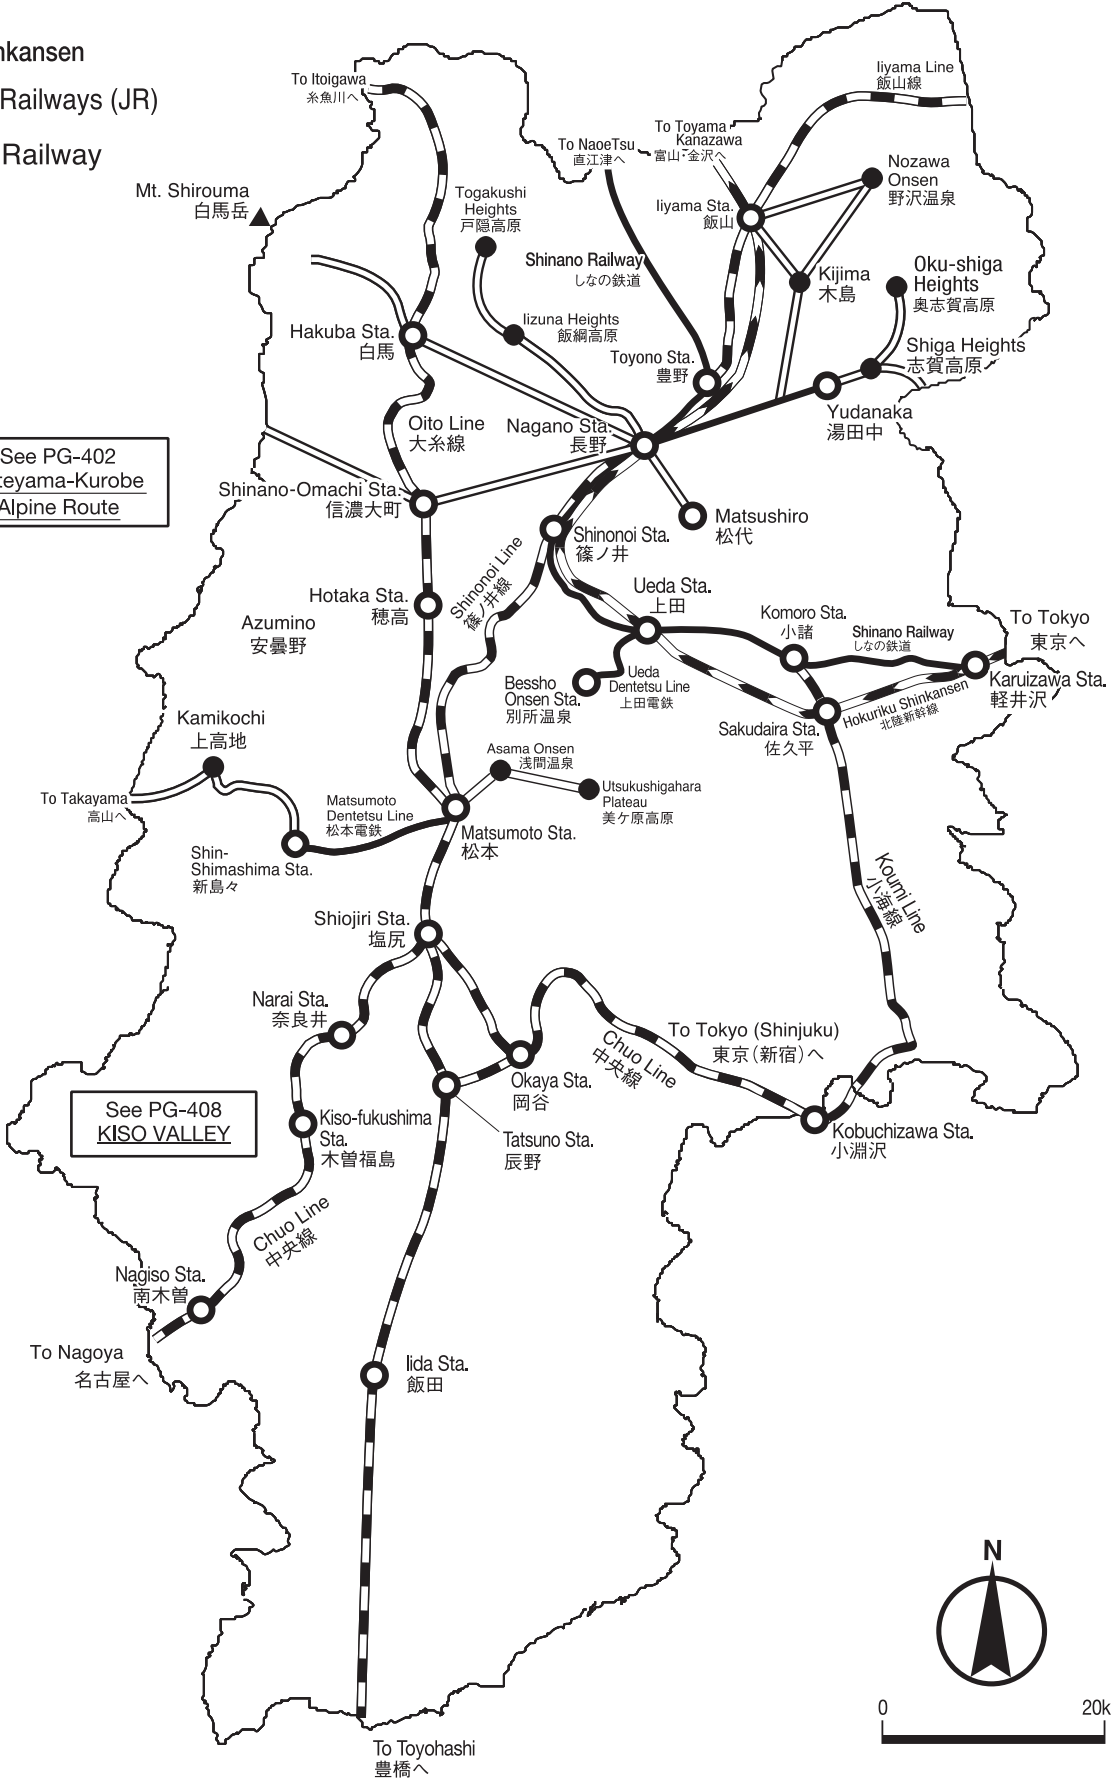 nkansen
Railways (JR)
Railway
To Itoigawa
糸魚川へ
Iiyama Line
飯山線
To Toyama
Kanazawa
富山・金沢へ
To NaoeTsu
直江津へ
Mt. Shirouma
白馬岳
Togakushi
Heights
戸隠高原
Nozawa
Onsen
野沢温泉
Iiyama Sta.
飯山
Shinano Railway
しなの鉄道
Kijima
木島
Oku-shiga
Heights
奥志賀高原
Hakuba Sta.
白馬
Iizuna Heights
飯綱高原
Toyono Sta.
豊野
Shiga Heights
志賀高原
Yudanaka
湯田中
Oito Line
大糸線
Nagano Sta.
長野
See PG-402
teyama-Kurobe
Alpine Route
Shinano-Omachi Sta.
信濃大町
Matsushiro
松代
Shinonoi Sta.
篠ノ井
Shinonoi Line
篠ノ井線
Ueda Sta.
上田
Hotaka Sta.
穂高
Azumino
安曇野
Komoro Sta.
小諸
Shinano Railway
しなの鉄道
To Tokyo
東京へ
Karuizawa Sta.
軽井沢
Bessho
Onsen Sta.
別所温泉
Ueda
Dentetsu Line
上田電鉄
Hokuriku Shinkansen
北陸新幹線
Sakudaira Sta.
佐久平
Kamikochi
上高地
Asama Onsen
浅間温泉
Utsukushigahara
Plateau
美ケ原高原
To Takayama
高山へ
Matsumoto
Dentetsu Line
松本電鉄
Matsumoto Sta.
松本
Shin-
Shimashima Sta.
新島々
Koumi Line
小海線
Shiojiri Sta.
塩尻
Narai Sta.
奈良井
To Tokyo (Shinjuku)
東京(新宿)へ
Chuo Line
中央線
Okaya Sta.
岡谷
See PG-408
KISO VALLEY
Kiso-fukushima
Sta.
木曽福島
Tatsuno Sta.
辰野
Kobuchizawa Sta.
小淵沢
Chuo Line
中央線
Nagiso Sta.
南木曽
To Nagoya
名古屋へ
Iida Sta.
飯田
N
0 20k
To Toyohashi
豊橋へ